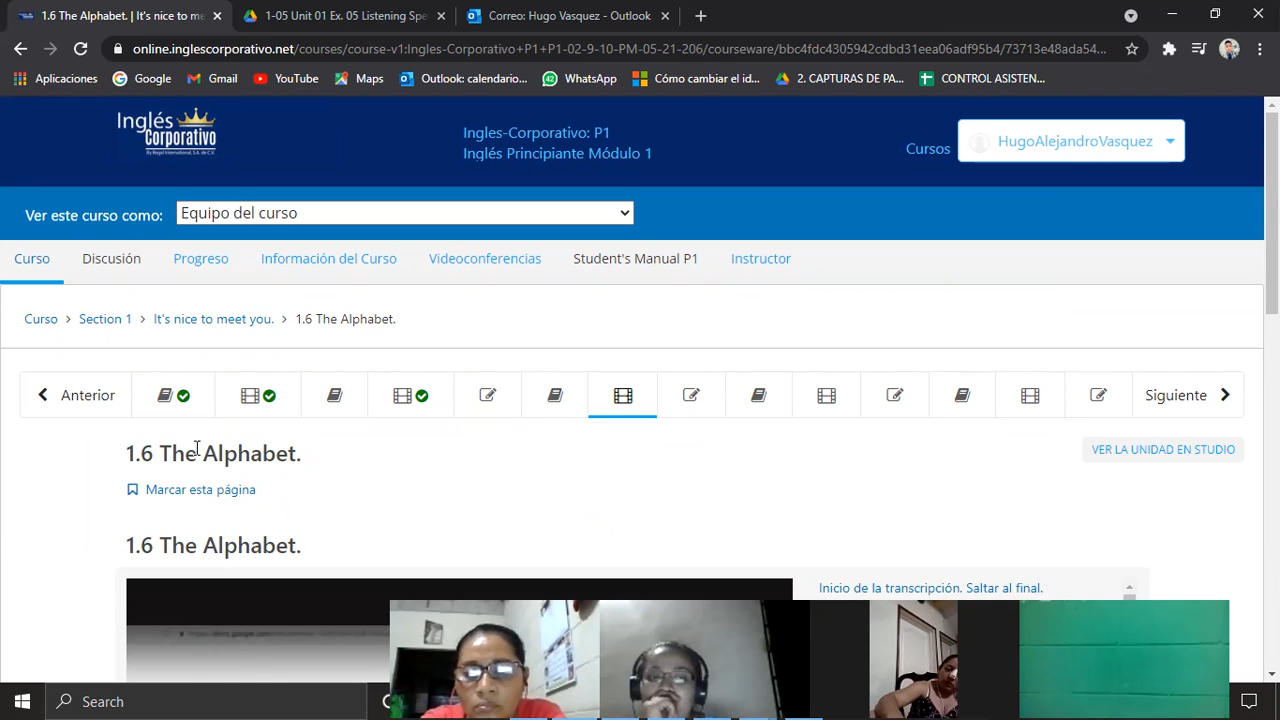 1.6 The Alphabet. | It's nice to me
1-05 Unit 01 Ex. 05 Listening Spe
Correo: Hugo Vasquez - Outlook
online.inglescorporativo.net/courses/course-v1:Ingles-Corporativo+P1+P1-02-9-10-PM-05-21-206/courseware/bbc4fdc4305942cdbd31eea06adf95b4/73713e48ada54...
Aplicaciones
Google
Gmail
YouTube
Maps
Outlook: calendario...
WhatsApp
Cómo cambiar el id...
2. CAPTURAS DE PA...
CONTROL ASISTEN...
Inglés
Corporativo
By Regal International, S.A. de C.V.
Ingles-Corporativo: P1
Inglés Principiante Módulo 1
Cursos
HugoAlejandroVasquez
Ver este curso como:
Equipo del curso
Curso
Discusión
Progreso
Información del Curso
Videoconferencias
Student's Manual P1
Instructor
Curso > Section 1 > It's nice to meet you. > 1.6 The Alphabet.
Anterior
Siguiente
1.6 The Alphabet.
VER LA UNIDAD EN STUDIO
Marcar esta página
1.6 The Alphabet.
Inicio de la transcripción. Saltar al final.
Search